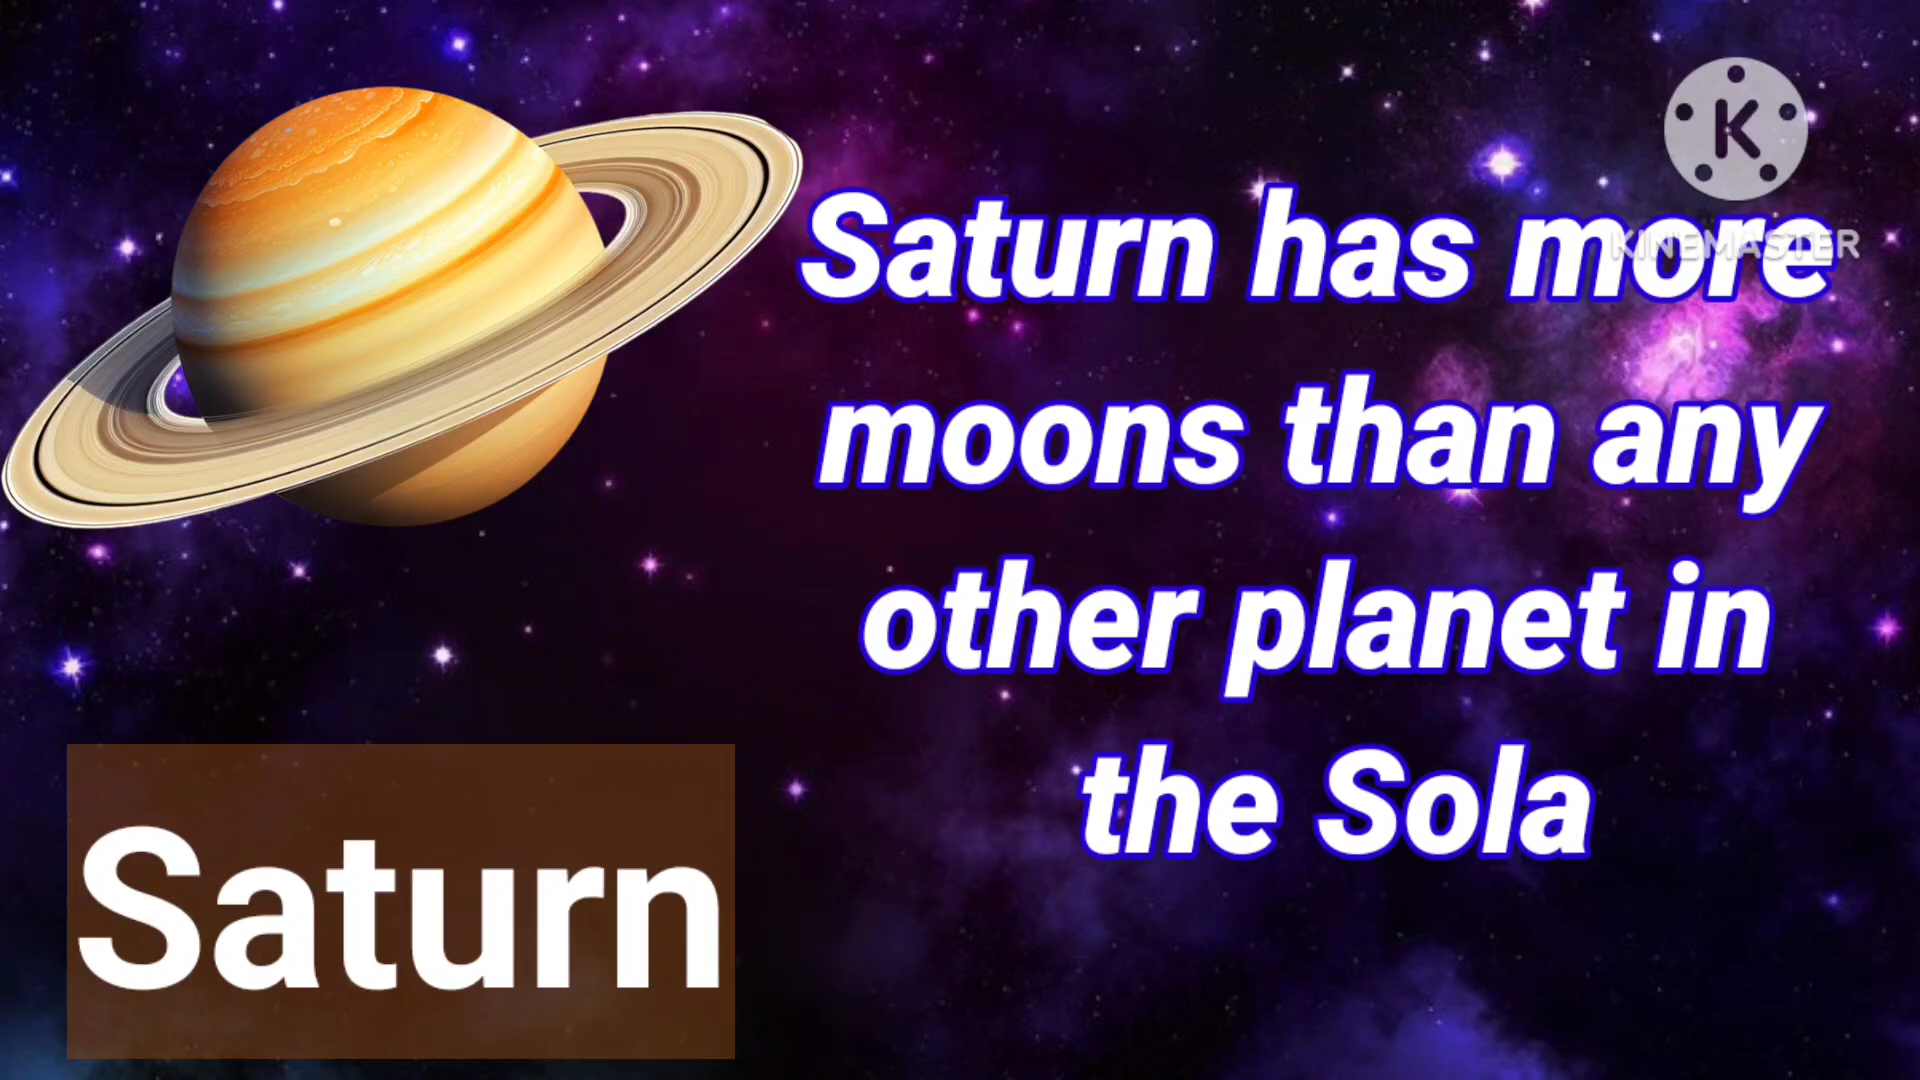 K
KINEMASTER
Saturn has more
moons than any
other planet in
the Sola
Saturn